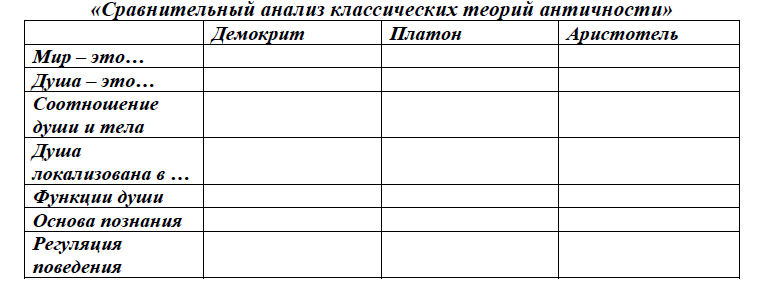 «Сравнительный анализ классических теорий античности»
Демокрит Платон Аристотель
Мир – это…
Душа – это…
Соотношение
души и тела
Душа
локализована в …
Функции души
Основа познания
Регуляция
поведения